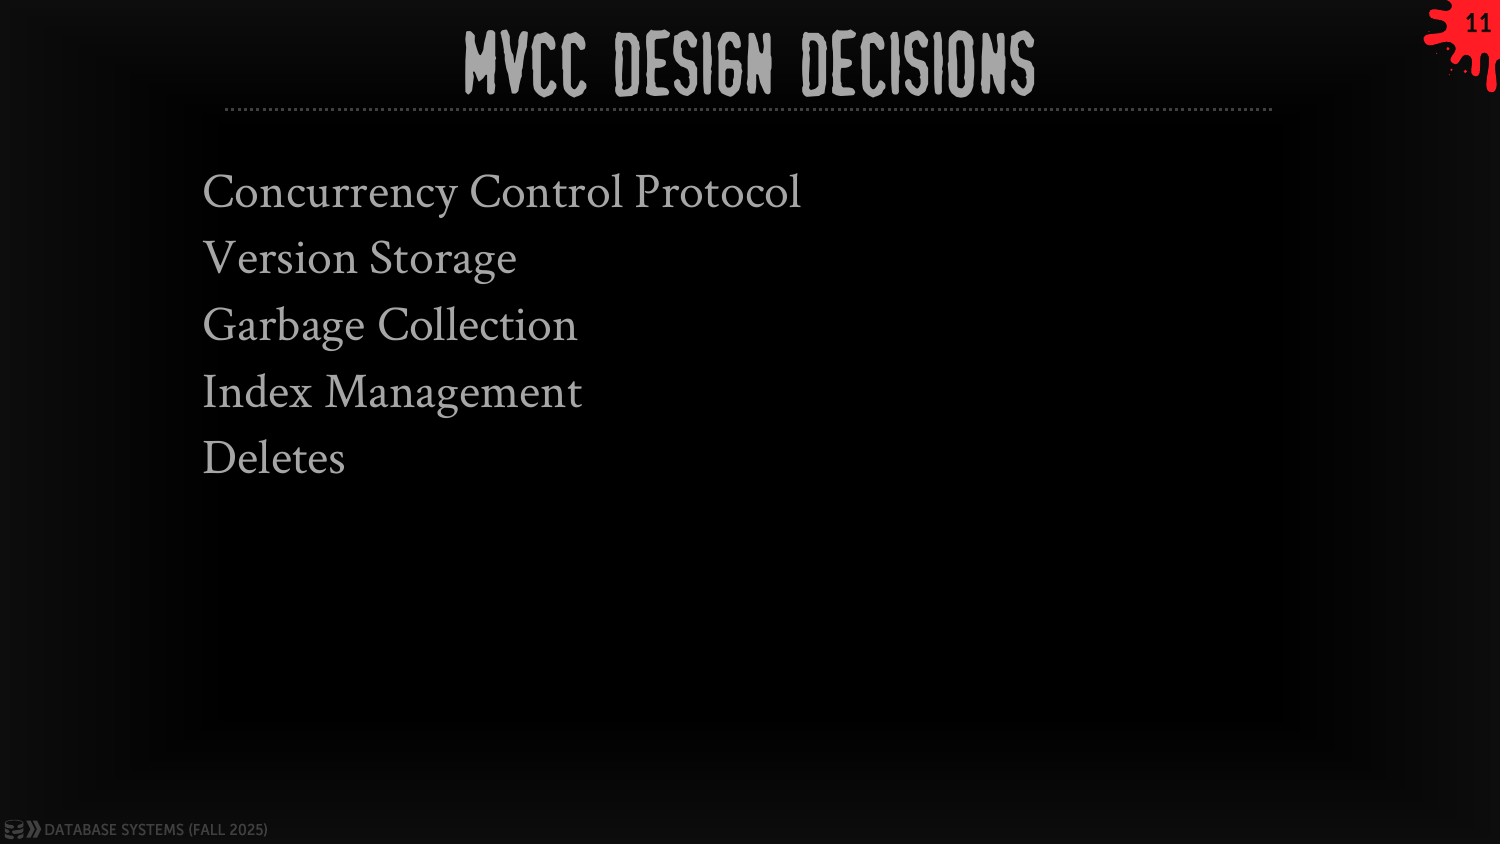 11
MVCC DESIGN DECISIONS
Concurrency Control Protocol
Version Storage
Garbage Collection
Index Management
Deletes
DATABASE SYSTEMS (FALL 2025)